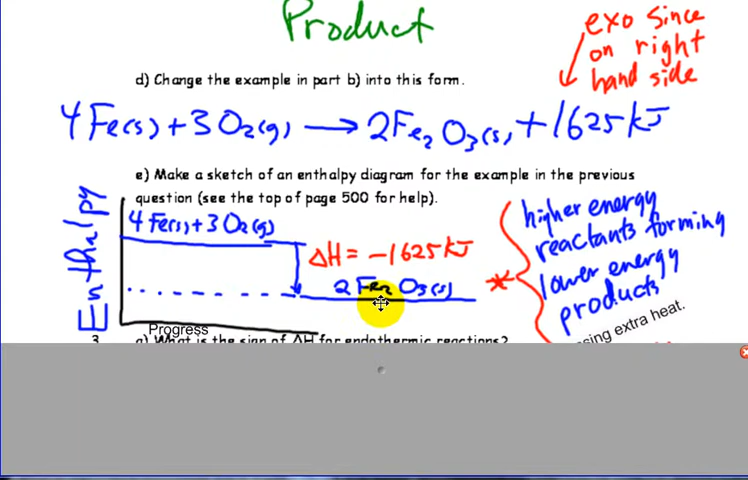 Product
exo since
on right
hand side
d) Change the example in part b) into this form.
4Fe(s)+3O2(g) → 2Fe2O3(s)+1625kJ
e) Make a sketch of an enthalpy diagram for the example in the previous
question (see the top of page 500 for help).
Enthalpy
4Fe(s)+3O2(g)
ΔH = -1625kJ
2Fe2O3(s)
higher energy
reactants forming
lower energy
products
Progress
extra heat.
3
a) What is the sign of ΔH for endothermic reactions?